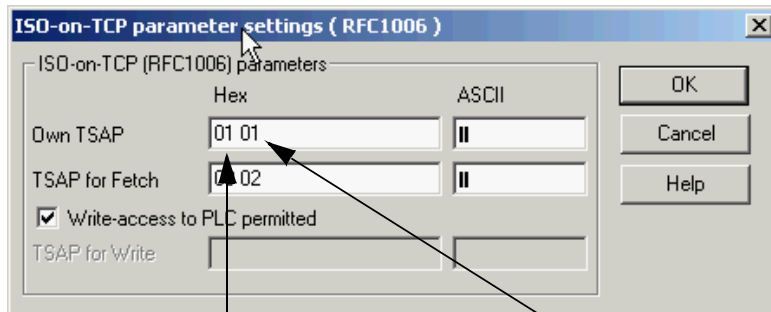 ISO-on-TCP parameter settings ( RFC1006 )
ISO-on-TCP (RFC1006) parameters
Hex ASCII
OK
Own TSAP 01 01
Cancel
TSAP for Fetch 02
Help
Write-access to PLC permitted
TSAP for Write